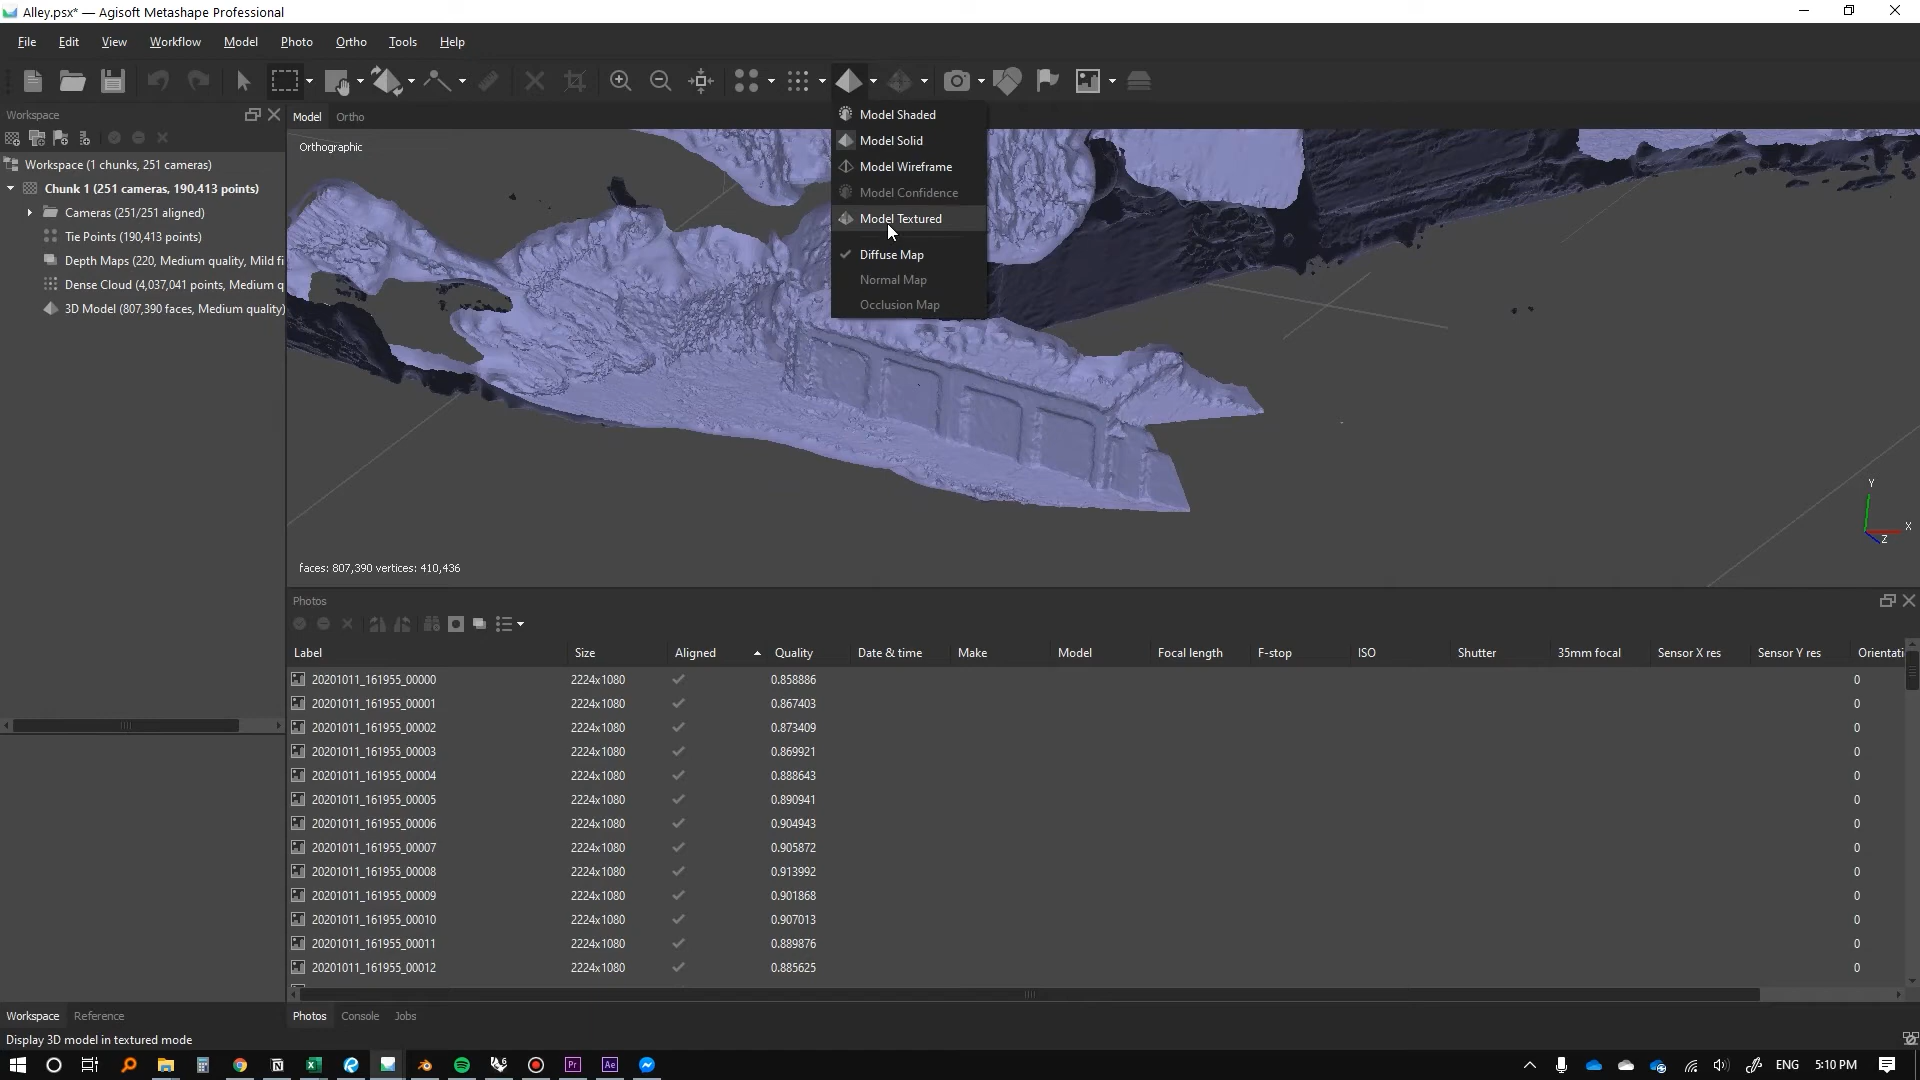 Alley.psx* — Agisoft Metashape Professional
File Edit View Workflow Model Photo Ortho Tools Help
Workspace
Workspace (1 chunks, 251 cameras)
Chunk 1 (251 cameras, 190,413 points)
Cameras (251/251 aligned)
Tie Points (190,413 points)
Depth Maps (220, Medium quality, Mild fi
Dense Cloud (4,037,041 points, Medium q
3D Model (807,390 faces, Medium quality)
Model Ortho
Orthographic
Model Shaded
Model Solid
Model Wireframe
Model Confidence
Model Textured
Diffuse Map
Normal Map
Occlusion Map
Y
X
Z
faces: 807,390 vertices: 410,436
Photos
Label Size Aligned Quality Date & time Make Model Focal length F-stop ISO Shutter 35mm focal Sensor X res Sensor Y res Orientati
20201011_161955_00000 2224x1080 0.858886 0
20201011_161955_00001 2224x1080 0.867403 0
20201011_161955_00002 2224x1080 0.873409 0
20201011_161955_00003 2224x1080 0.869921 0
20201011_161955_00004 2224x1080 0.888643 0
20201011_161955_00005 2224x1080 0.890941 0
20201011_161955_00006 2224x1080 0.904943 0
20201011_161955_00007 2224x1080 0.905872 0
20201011_161955_00008 2224x1080 0.913992 0
20201011_161955_00009 2224x1080 0.901868 0
20201011_161955_00010 2224x1080 0.907013 0
20201011_161955_00011 2224x1080 0.889876 0
20201011_161955_00012 2224x1080 0.885625 0
Workspace Reference
Photos Console Jobs
Display 3D model in textured mode
Pr Ae
ENG 5:10 PM